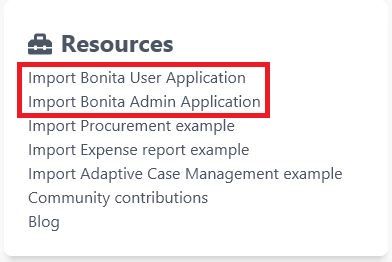 Resources
Import Bonita User Application
Import Bonita Admin Application
Import Procurement example
Import Expense report example
Import Adaptive Case Management example
Community contributions
Blog